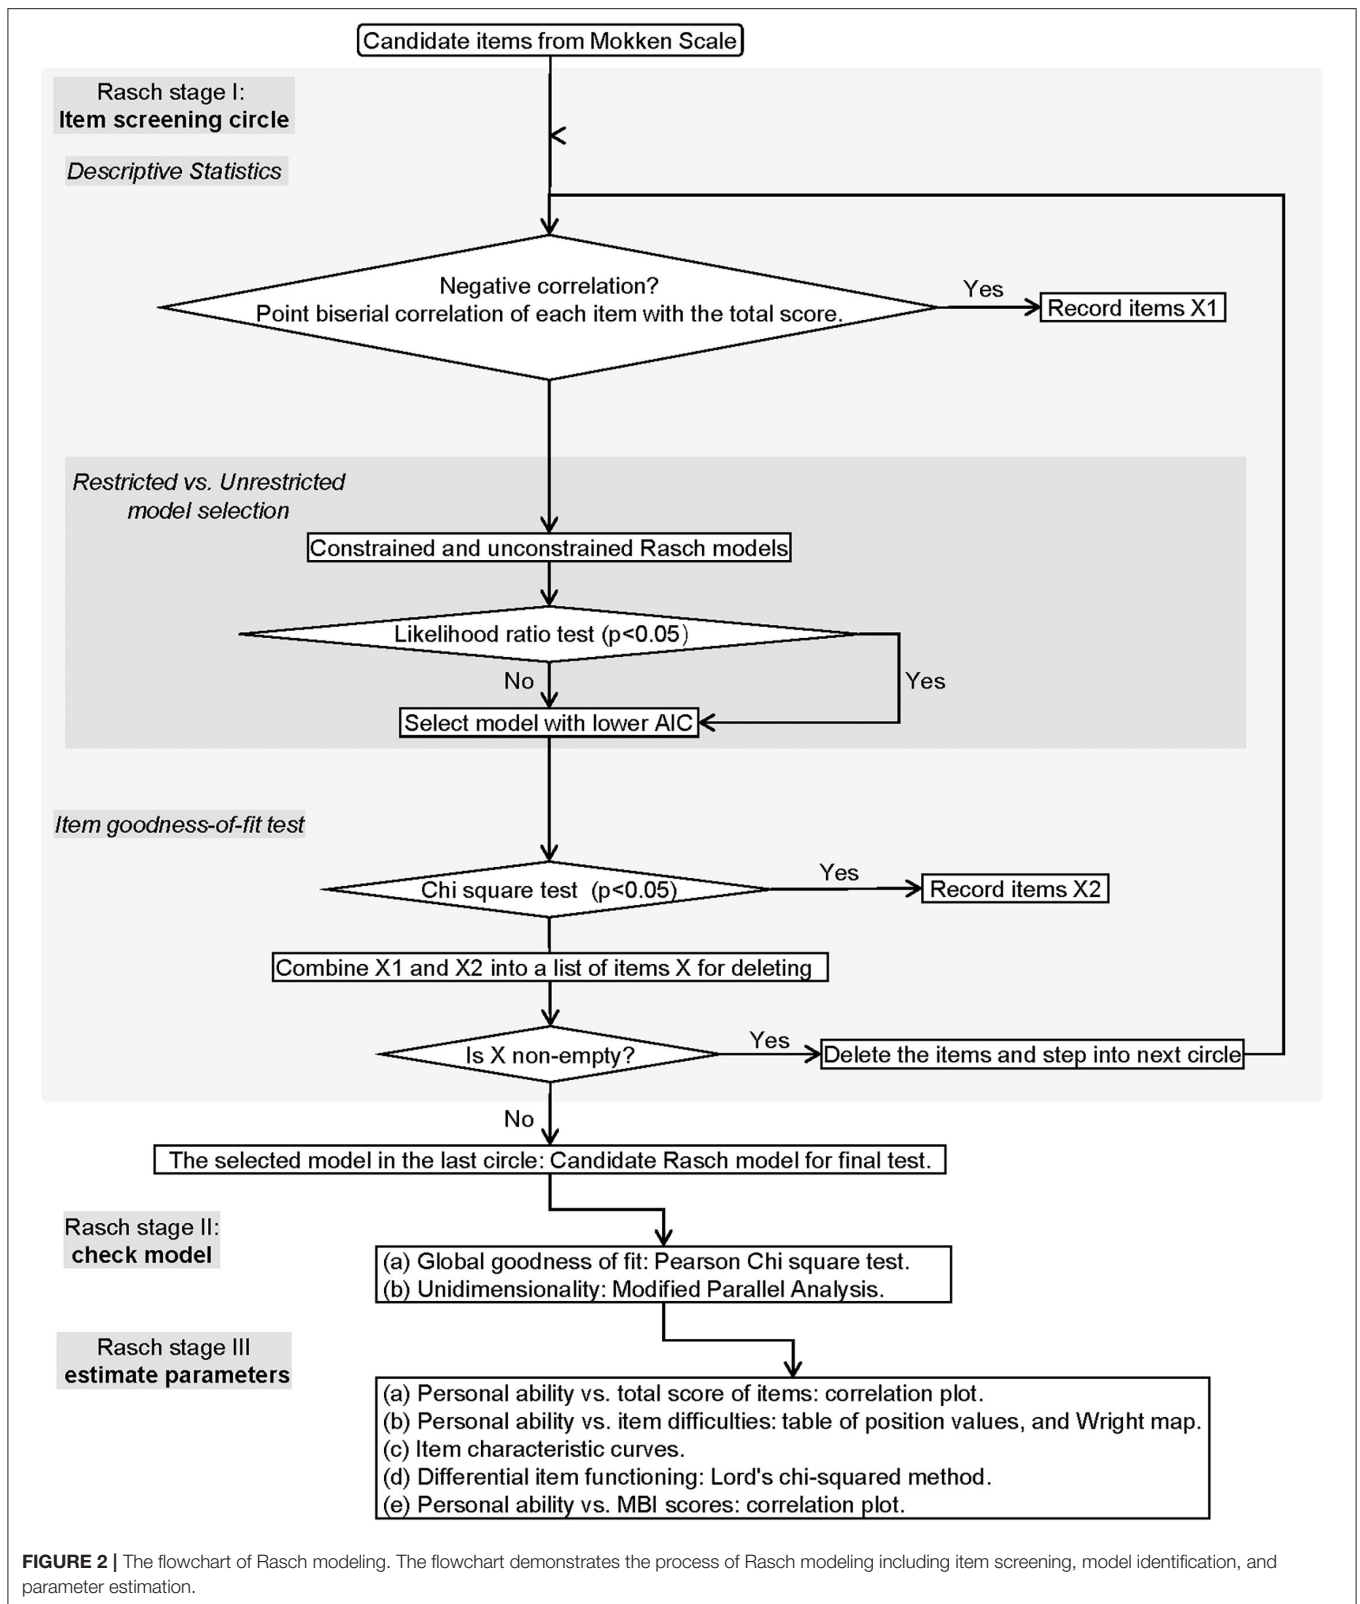 Candidate items from Mokken Scale
Rasch stage I:
Item screening circle
Descriptive Statistics
Negative correlation?
Point biserial correlation of each item with the total score.
Yes
Record items X1
Restricted vs. Unrestricted
model selection
Constrained and unconstrained Rasch models
Likelihood ratio test (p<0.05)
No
Yes
Select model with lower AIC
Item goodness-of-fit test
Chi square test (p<0.05)
Yes
Record items X2
Combine X1 and X2 into a list of items X for deleting
Is X non-empty?
Yes
Delete the items and step into next circle
No
The selected model in the last circle: Candidate Rasch model for final test.
Rasch stage II:
check model
(a) Global goodness of fit: Pearson Chi square test.
(b) Unidimensionality: Modified Parallel Analysis.
Rasch stage III
estimate parameters
(a) Personal ability vs. total score of items: correlation plot.
(b) Personal ability vs. item difficulties: table of position values, and Wright map.
(c) Item characteristic curves.
(d) Differential item functioning: Lord's chi-squared method.
(e) Personal ability vs. MBI scores: correlation plot.
FIGURE 2 | The flowchart of Rasch modeling. The flowchart demonstrates the process of Rasch modeling including item screening, model identification, and
parameter estimation.